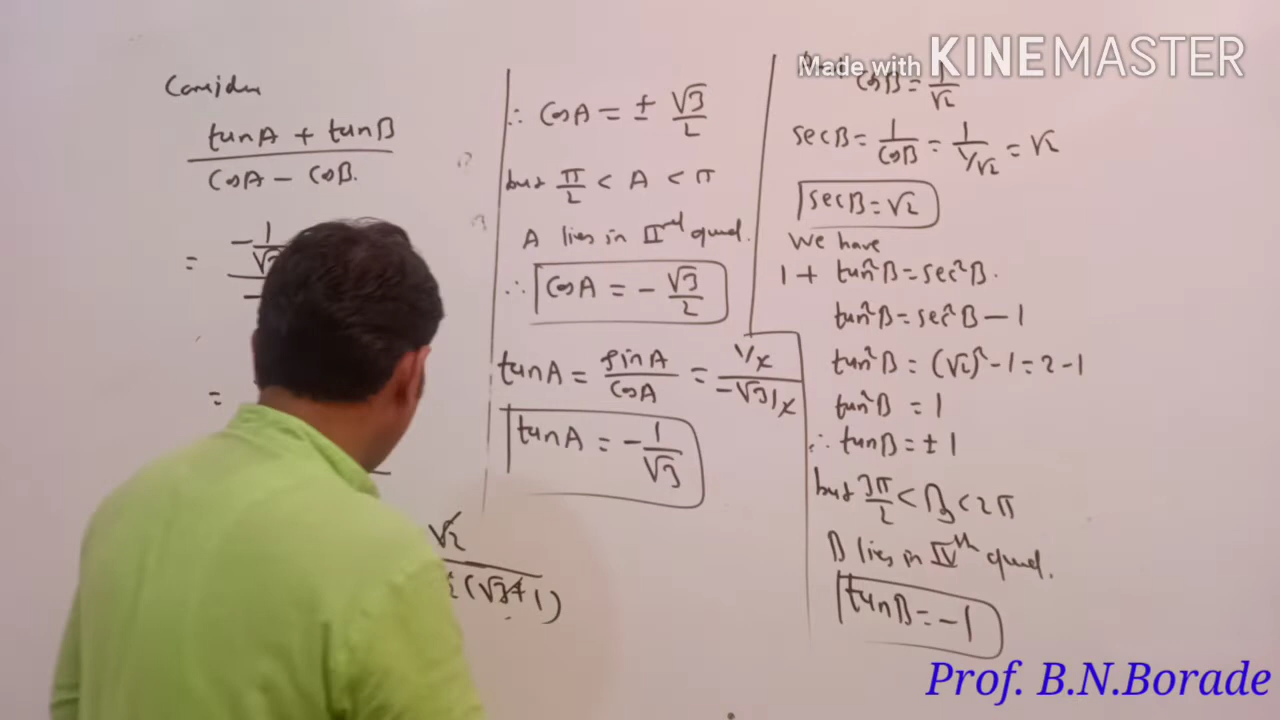 Consider
tanA + tanB
cosA - cosB.
= -1
√3
-
=
√2
(√3+1)
∴ cosA = ± √3/2
but π/2 < A < π
A lies in IInd quad.
∴ cosA = - √3/2
tanA = sinA/cosA = 1/2 / -√3/2
tanA = - 1/√3
Made with KINEMASTER
cosB = 1/√2
secB = 1/cosB = 1/1/√2 = √2
secB = √2
We have
1 + tan²B = sec²B.
tan²B = sec²B - 1
tan²B = (√2)² - 1 = 2 - 1
tan²B = 1
∴ tanB = ± 1
but 3π/2 < B < 2π
B lies in IVth quad.
tanB = -1
Prof. B.N.Borade